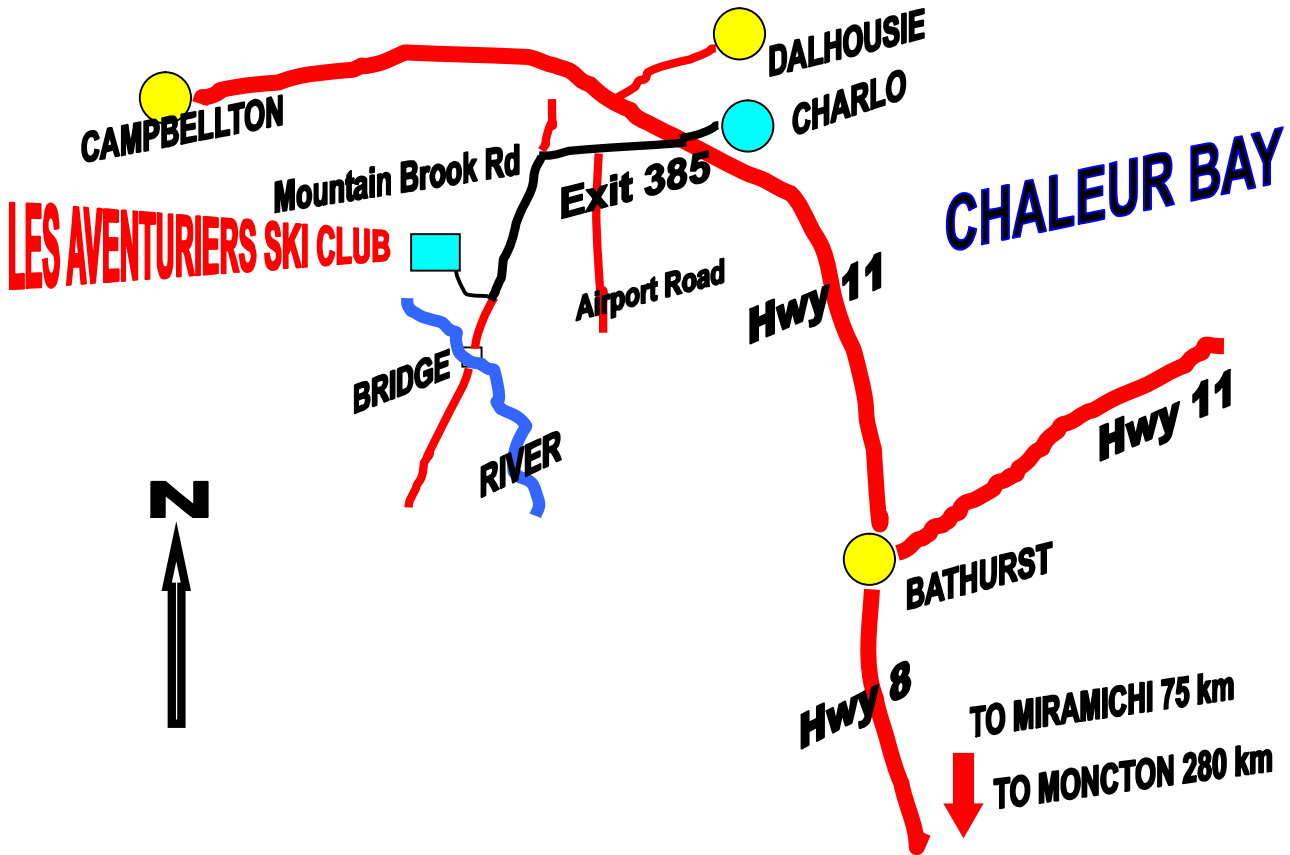 DALHOUSIE
CHARLO
CAMPBELLTON
Mountain Brook Rd
Exit 385
CHALEUR BAY
LES AVENTURIERS SKI CLUB
Airport Road
Hwy 11
BRIDGE
Hwy 11
RIVER
N
BATHURST
Hwy 8
TO MIRAMICHI 75 km
TO MONCTON 280 km